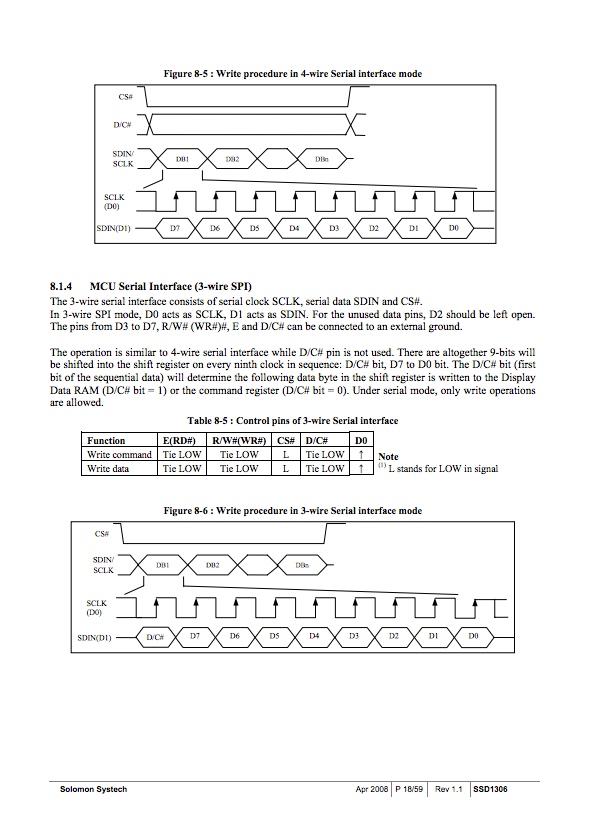 Figure 8-5 : Write procedure in 4-wire Serial interface mode
CS#
D/C#
SDIN/
SCLK
DB1 DB2 DBn
SCLK
(D0)
SDIN(D1) D7 D6 D5 D4 D3 D2 D1 D0
8.1.4 MCU Serial Interface (3-wire SPI)
The 3-wire serial interface consists of serial clock SCLK, serial data SDIN and CS#.
In 3-wire SPI mode, D0 acts as SCLK, D1 acts as SDIN. For the unused data pins, D2 should be left open.
The pins from D3 to D7, R/W# (WR#)#, E and D/C# can be connected to an external ground.
The operation is similar to 4-wire serial interface while D/C# pin is not used. There are altogether 9-bits will
be shifted into the shift register on every ninth clock in sequence: D/C# bit, D7 to D0 bit. The D/C# bit (first
bit of the sequential data) will determine the following data byte in the shift register is written to the Display
Data RAM (D/C# bit = 1) or the command register (D/C# bit = 0). Under serial mode, only write operations
are allowed.
Table 8-5 : Control pins of 3-wire Serial interface
Function E(RD#) R/W#(WR#) CS# D/C# D0
Write command Tie LOW Tie LOW L Tie LOW ↑
Write data Tie LOW Tie LOW L Tie LOW ↑
Note
(1) L stands for LOW in signal
Figure 8-6 : Write procedure in 3-wire Serial interface mode
CS#
SDIN/
SCLK
DB1 DB2 DBn
SCLK
(D0)
SDIN(D1) D/C# D7 D6 D5 D4 D3 D2 D1 D0
Solomon Systech Apr 2008 P 18/59 Rev 1.1 SSD1306